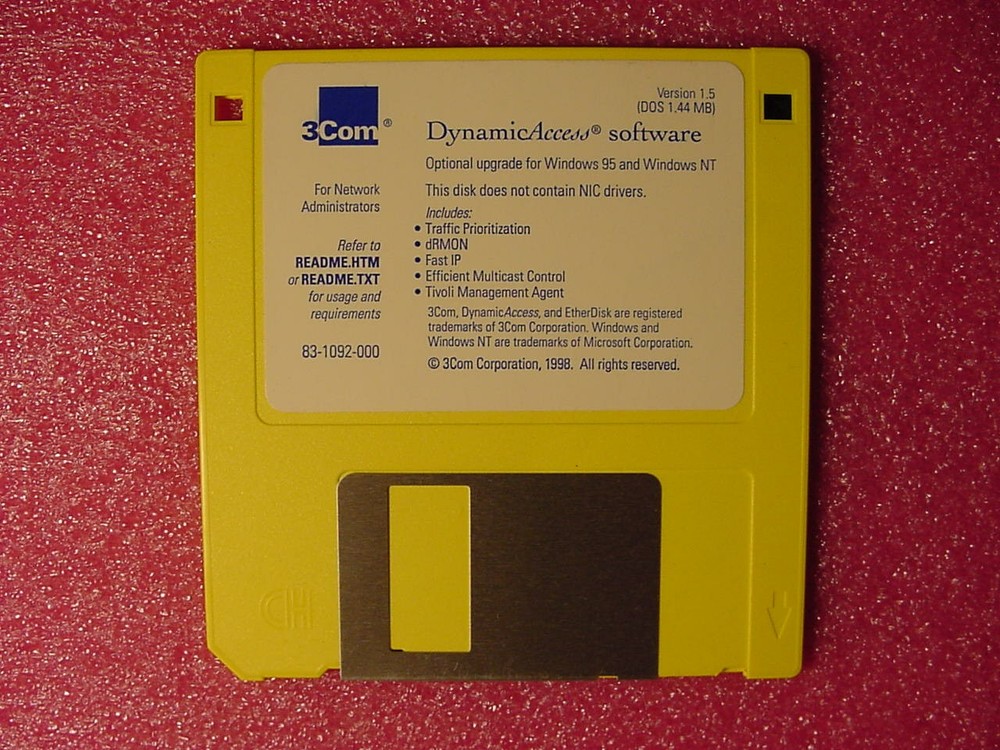 3Com®
For Network
Administrators
Refer to
README.HTM
or README.TXT
for usage and
requirements
83-1092-000
Version 1.5
(DOS 1.44 MB)
DynamicAccess® software
Optional upgrade for Windows 95 and Windows NT
This disk does not contain NIC drivers.
Includes:
• Traffic Prioritization
• dRMON
• Fast IP
• Efficient Multicast Control
• Tivoli Management Agent
3Com, DynamicAccess, and EtherDisk are registered
trademarks of 3Com Corporation. Windows and
Windows NT are trademarks of Microsoft Corporation.
© 3Com Corporation, 1998. All rights reserved.
HD